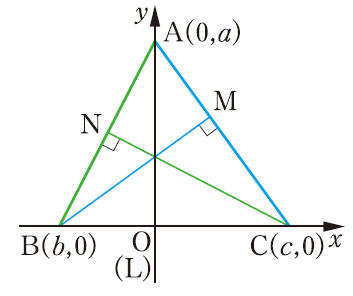 y
A(0,a)
N
M
B(b,0)
O
C(c,0)
x
(L)